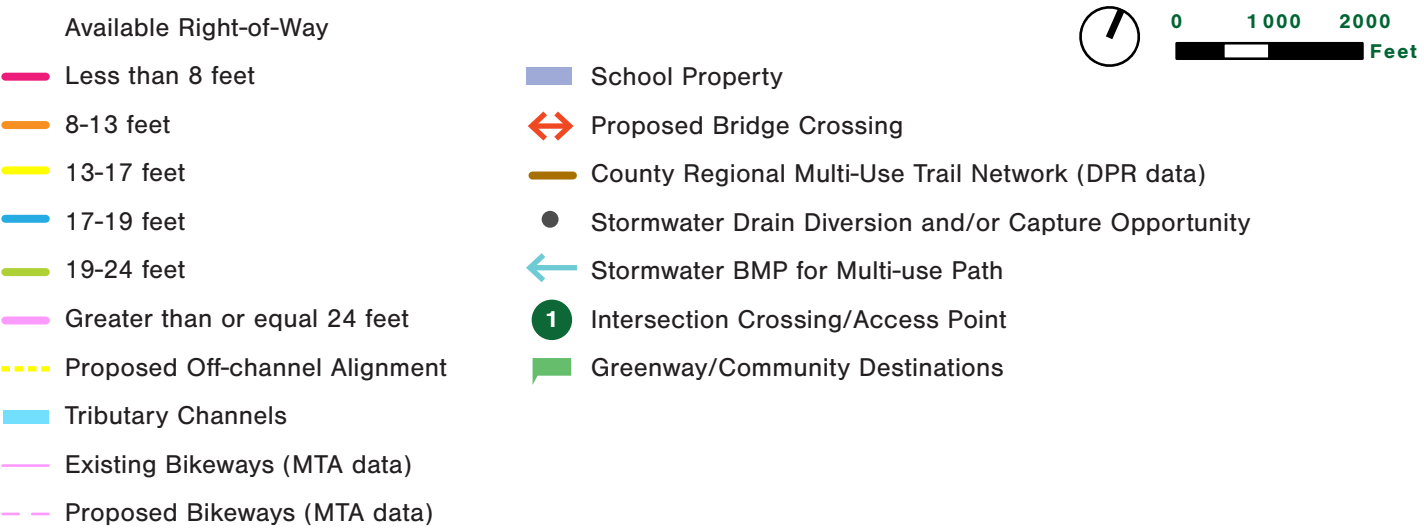 Available Right-of-Way
Less than 8 feet
8-13 feet
13-17 feet
17-19 feet
19-24 feet
Greater than or equal 24 feet
Proposed Off-channel Alignment
Tributary Channels
Existing Bikeways (MTA data)
Proposed Bikeways (MTA data)
School Property
Proposed Bridge Crossing
County Regional Multi-Use Trail Network (DPR data)
Stormwater Drain Diversion and/or Capture Opportunity
Stormwater BMP for Multi-use Path
1 Intersection Crossing/Access Point
Greenway/Community Destinations
0 1000 2000
Feet